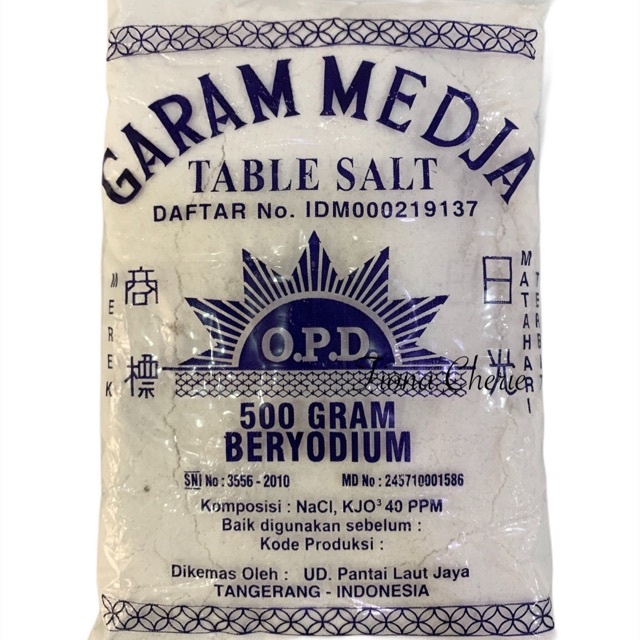 GARAM MEDJA
TABLE SALT
DAFTAR No. IDM000219137
MEREK
商標
O.P.D.
日光
MATAHARI
TERBIT
Fiona Cherie
500 GRAM
BERYODIUM
SNI No : 3556 - 2010
MD No : 245710001586
Komposisi : NaCl, KJO³ 40 PPM
Baik digunakan sebelum :
Kode Produksi :
Dikemas Oleh : UD. Pantai Laut Jaya
TANGERANG - INDONESIA